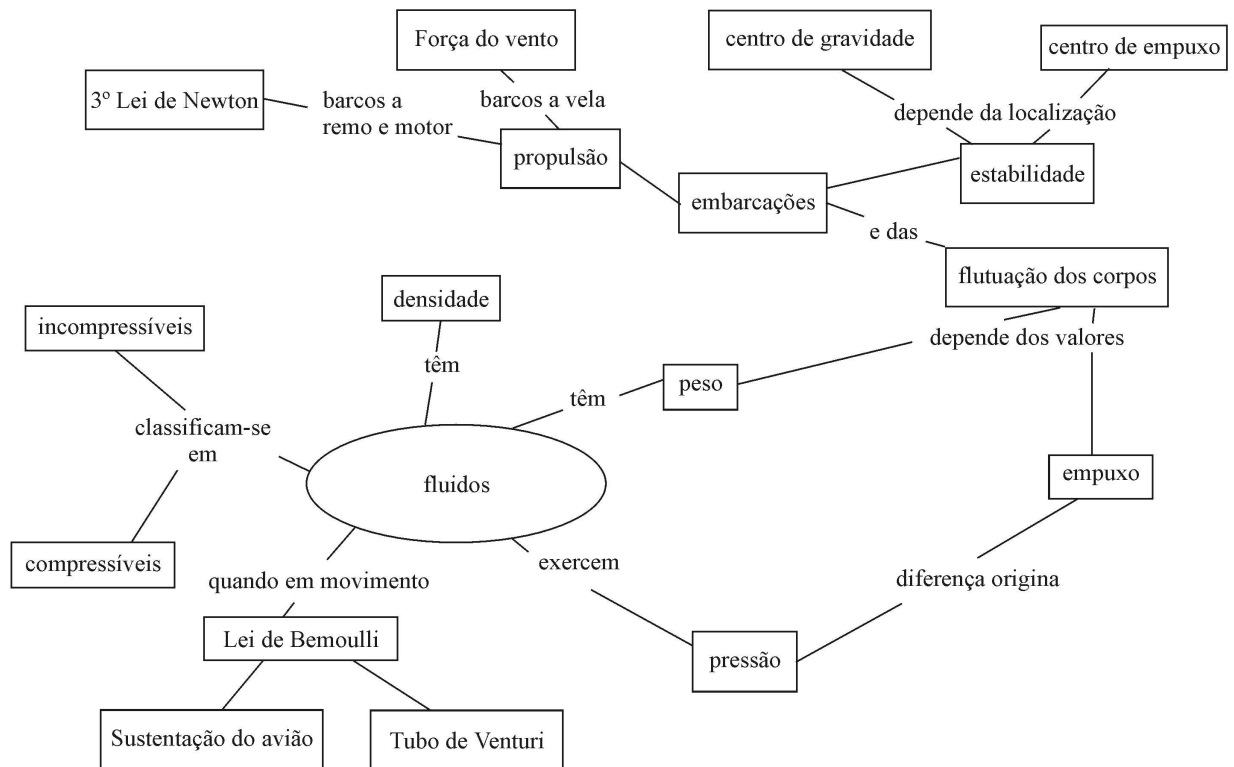 Força do vento
centro de gravidade
centro de empuxo
3º Lei de Newton
barcos a
remo e motor
barcos a vela
depende da localização
propulsão
estabilidade
embarcações
e das
flutuação dos corpos
densidade
incompressíveis
depende dos valores
têm
peso
têm
classificam-se
em
fluidos
empuxo
compressíveis
exercem
quando em movimento
diferença origina
Lei de Bemoulli
pressão
Sustentação do avião
Tubo de Venturi